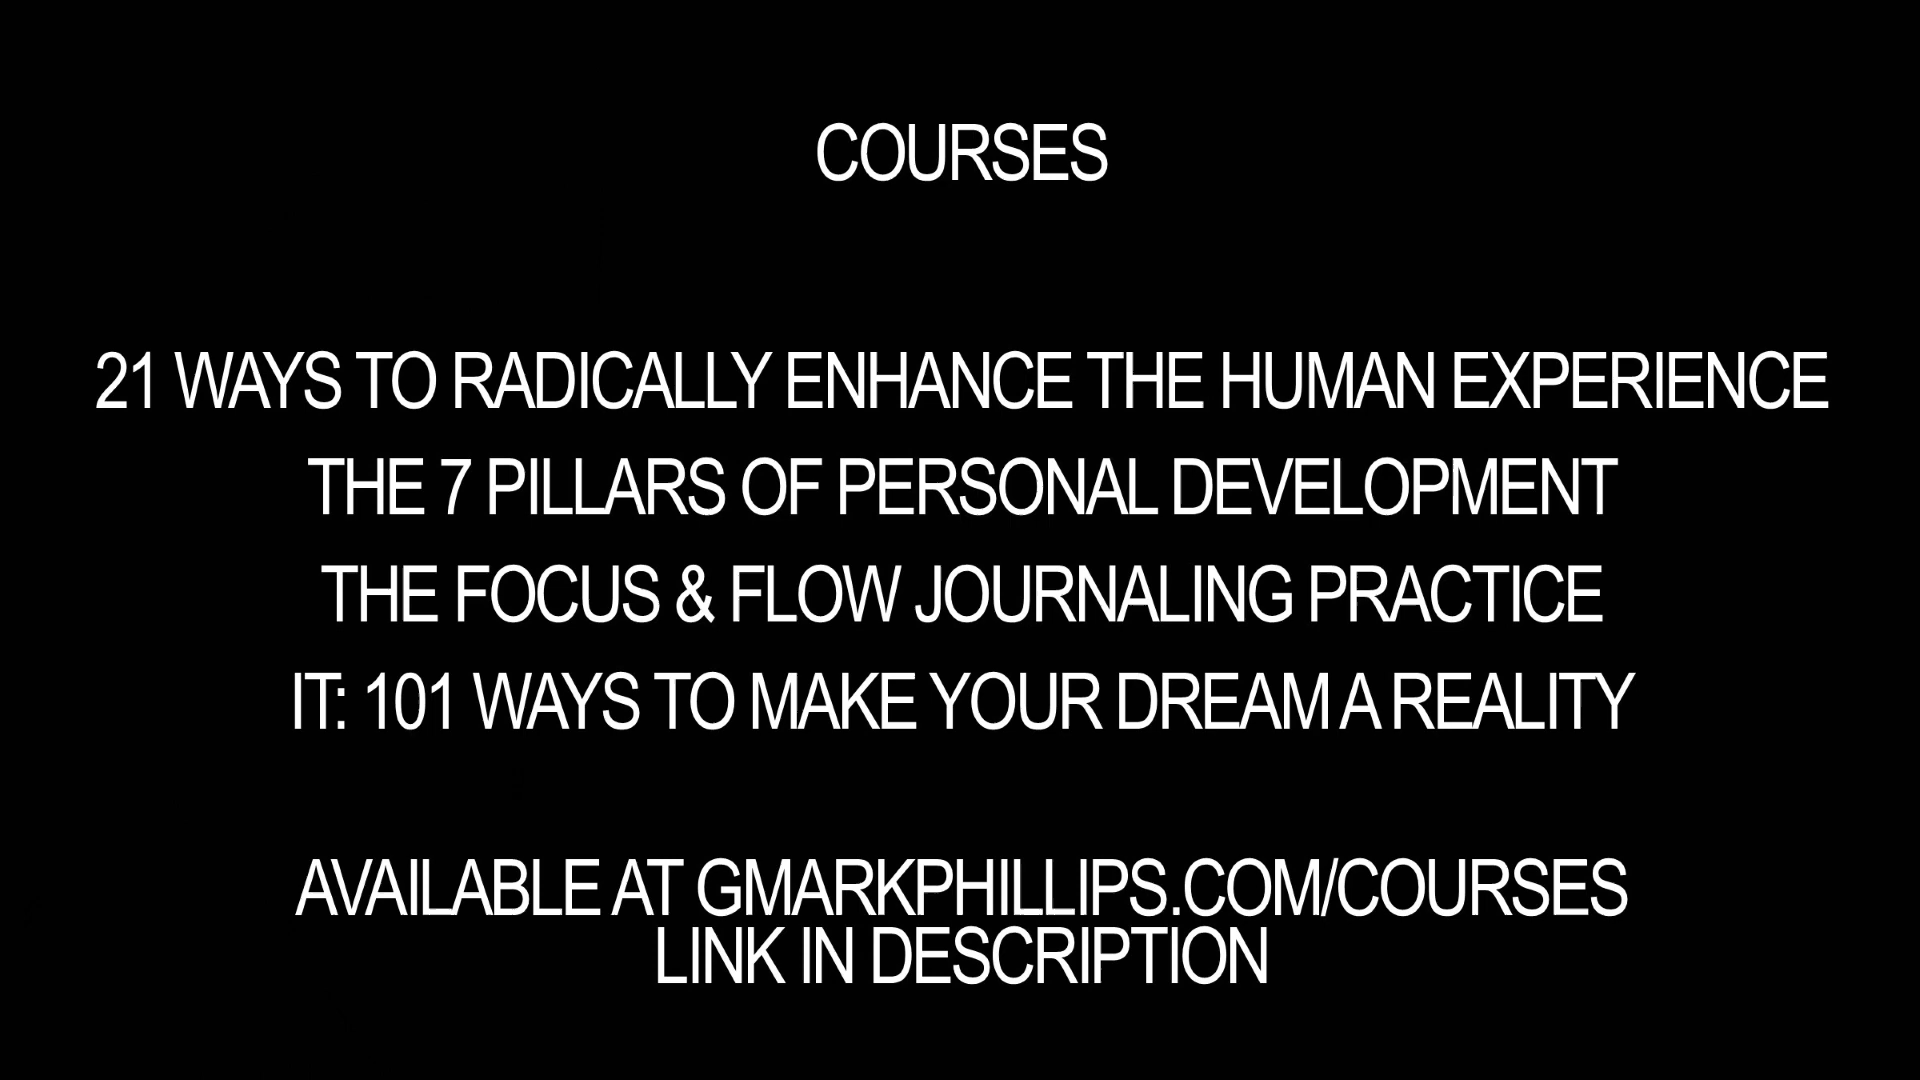 COURSES
21 WAYS TO RADICALLY ENHANCE THE HUMAN EXPERIENCE
THE 7 PILLARS OF PERSONAL DEVELOPMENT
THE FOCUS & FLOW JOURNALING PRACTICE
IT: 101 WAYS TO MAKE YOUR DREAM A REALITY
AVAILABLE AT GMARKPHILLIPS.COM/COURSES
LINK IN DESCRIPTION